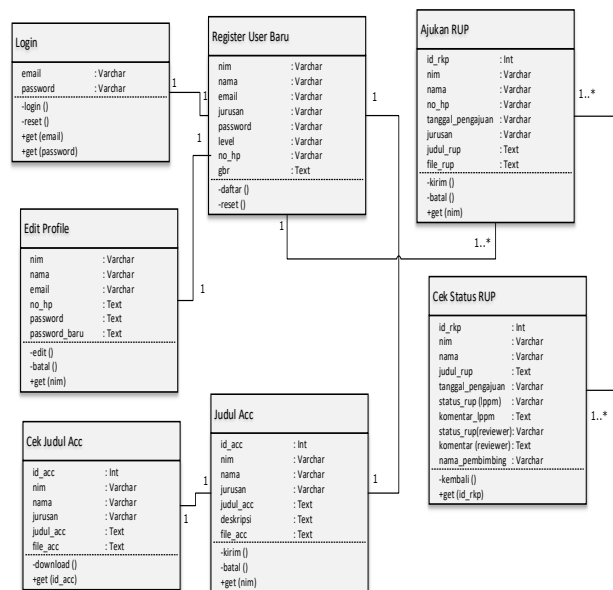 Login
email : Varchar
password : Varchar
-login ()
-reset ()
+get (email)
+get (password)
1
1
Register User Baru
nim : Varchar
nama : Varchar
email : Varchar
jurusan : Varchar
password : Varchar
level : Varchar
no_hp : Varchar
gbr : Text
-daftar ()
-reset ()
1
1
1
Ajukan RUP
id_rkp : Int
nim : Varchar
nama : Varchar
no_hp : Varchar
tanggal_pengajuan : Varchar
jurusan : Varchar
judul_rup : Text
file_rup : Text
-kirim ()
-batal ()
+get (nim)
1..*
1..*
Edit Profile
nim : Varchar
nama : Varchar
email : Varchar
no_hp : Text
password : Text
password_baru : Text
-edit ()
-batal ()
+get (nim)
1
Cek Status RUP
id_rkp : Int
nim : Varchar
nama : Varchar
judul_rup : Text
tanggal_pengajuan : Varchar
status_rup (lppm) : Varchar
komentar_lppm : Text
status_rup(reviewer): Varchar
komentar (reviewer): Text
nama_pembimbing : Varchar
-kembali ()
+get (id_rkp)
1..*
Cek Judul Acc
id_acc : Int
nim : Varchar
nama : Varchar
jurusan : Varchar
judul_acc : Text
file_acc : Text
-download ()
+get (id_acc)
1
1
Judul Acc
id_acc : Int
nim : Varchar
nama : Varchar
jurusan : Varchar
judul_acc : Text
deskripsi : Text
file_acc : Text
-kirim ()
-batal ()
+get (nim)
1